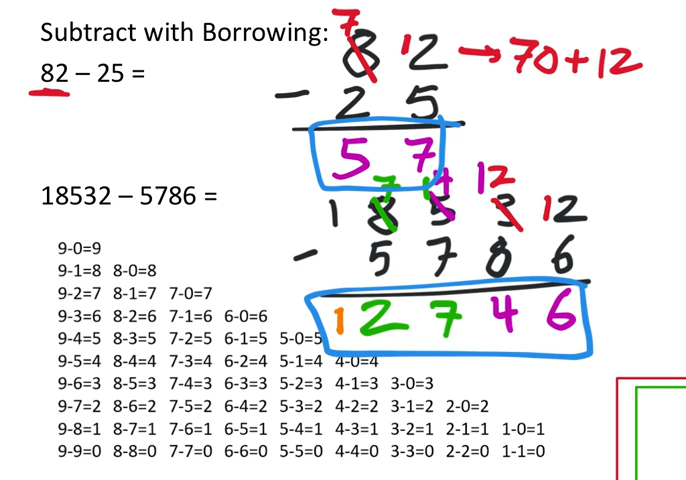 Subtract with Borrowing:
82 – 25 =
7
8 12 → 70 + 12
– 2 5
5 7
18532 – 5786 =
7 14 12
1 8 5 3 12
– 5 7 8 6
1 2 7 4 6
9-0=9
9-1=8 8-0=8
9-2=7 8-1=7 7-0=7
9-3=6 8-2=6 7-1=6 6-0=6
9-4=5 8-3=5 7-2=5 6-1=5 5-0=5
9-5=4 8-4=4 7-3=4 6-2=4 5-1=4 4-0=4
9-6=3 8-5=3 7-4=3 6-3=3 5-2=3 4-1=3 3-0=3
9-7=2 8-6=2 7-5=2 6-4=2 5-3=2 4-2=2 3-1=2 2-0=2
9-8=1 8-7=1 7-6=1 6-5=1 5-4=1 4-3=1 3-2=1 2-1=1 1-0=1
9-9=0 8-8=0 7-7=0 6-6=0 5-5=0 4-4=0 3-3=0 2-2=0 1-1=0